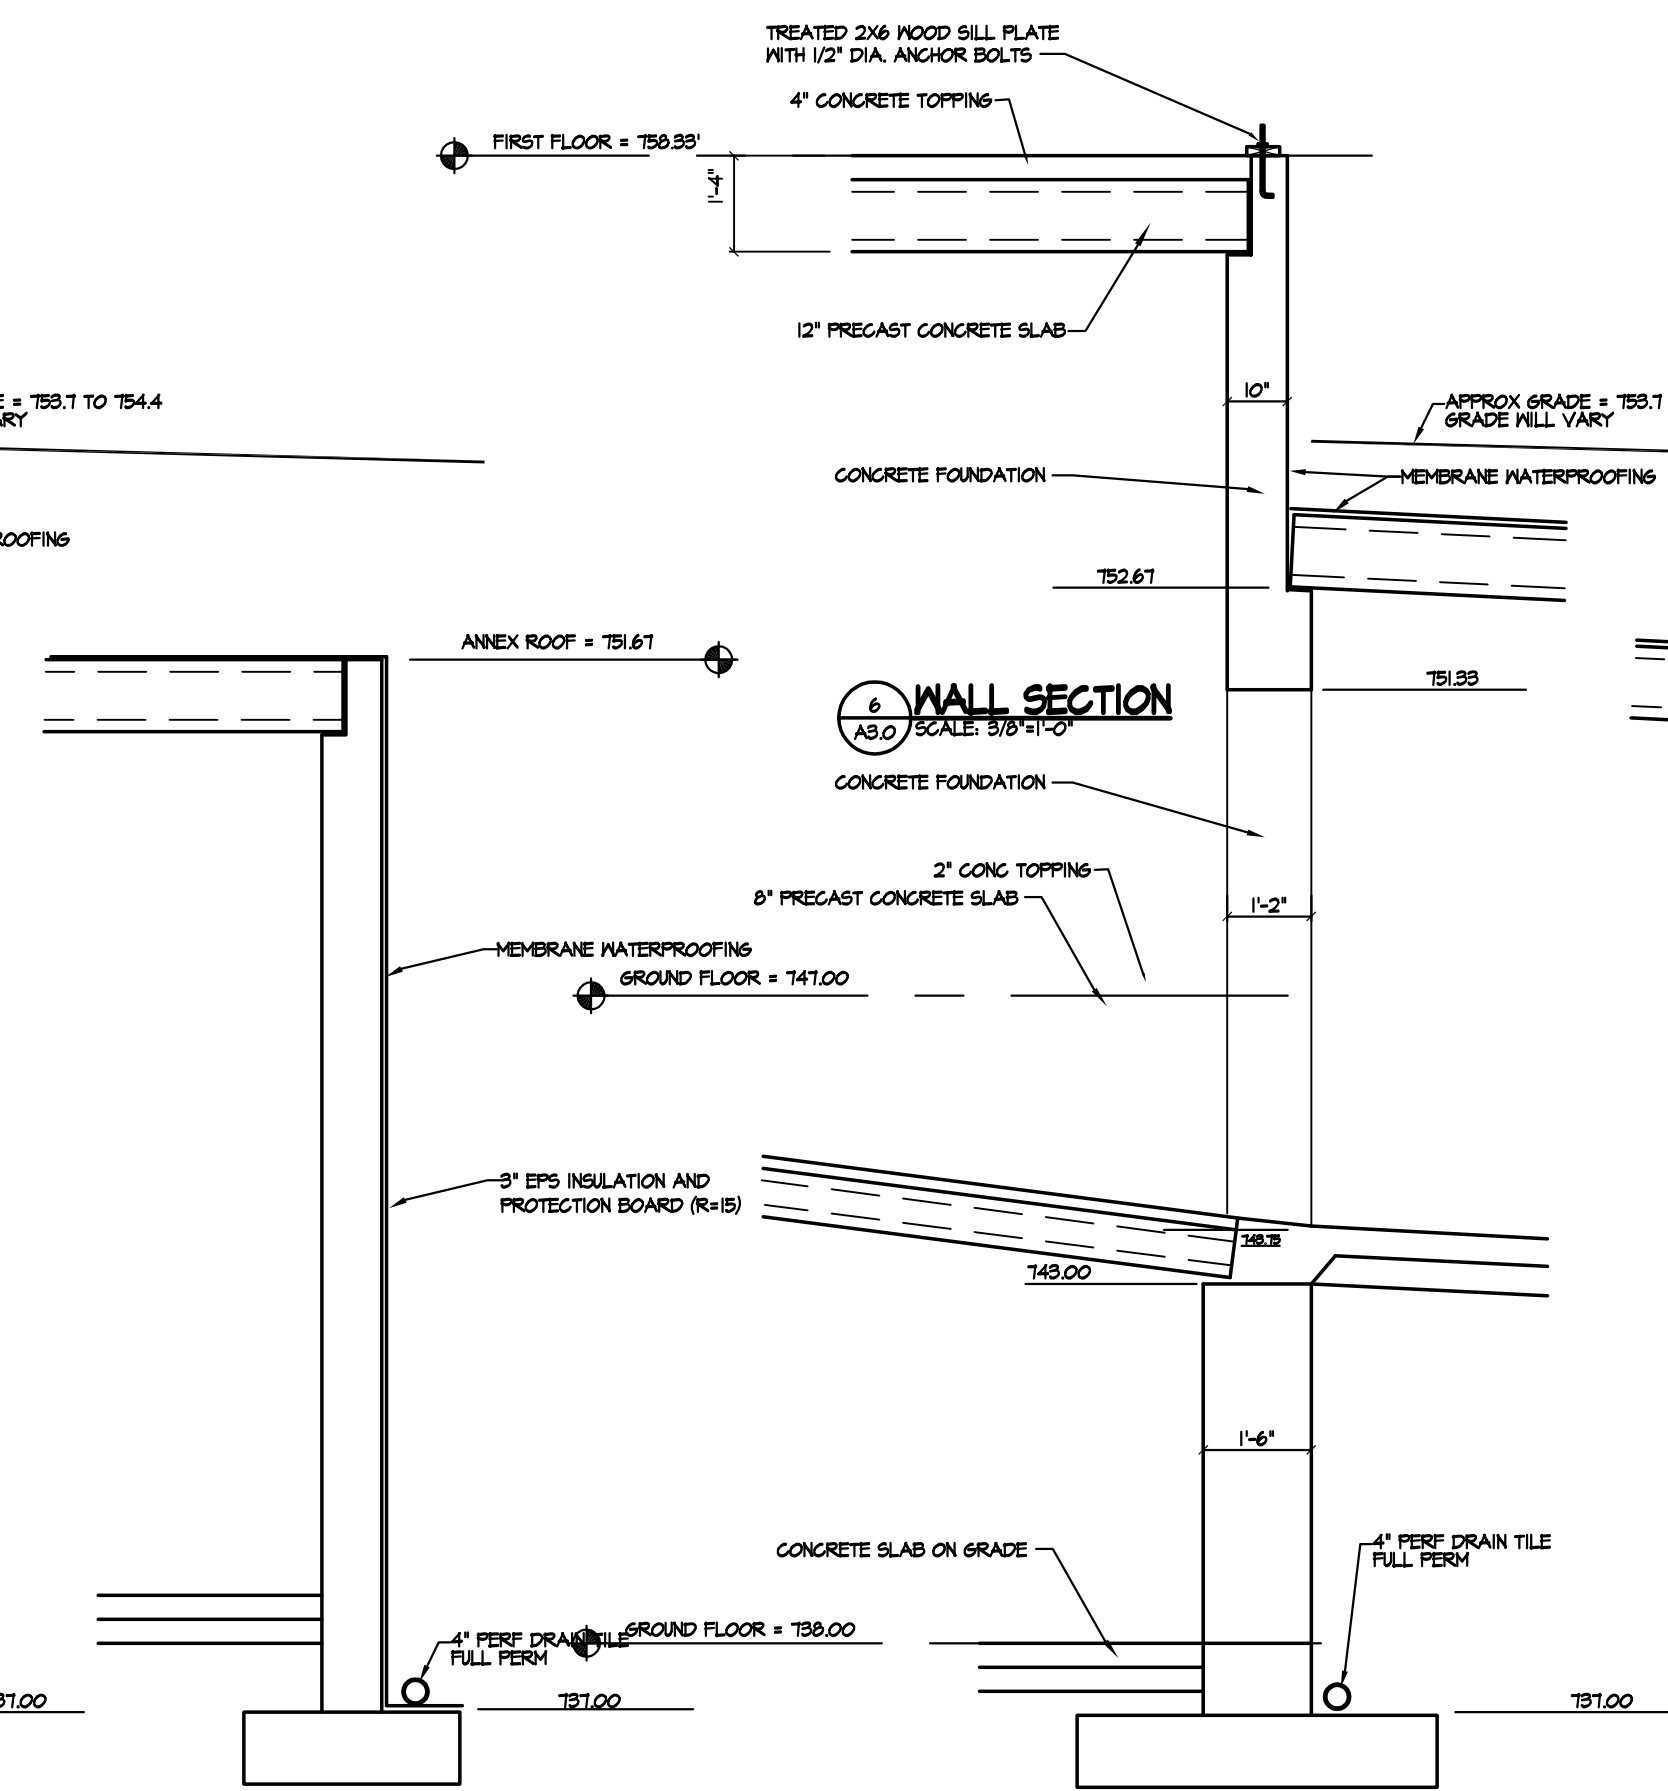 TREATED 2X6 WOOD SILL PLATE
WITH 1/2" DIA. ANCHOR BOLTS
4" CONCRETE TOPPING
FIRST FLOOR = 758.33'
1'-4"
12" PRECAST CONCRETE SLAB
10"
= 753.7 TO 754.4
APPROX GRADE = 753.7
GRADE WILL VARY
CONCRETE FOUNDATION
MEMBRANE WATERPROOFING
752.67
ANNEX ROOF = 751.67
751.33
6
A3.0
WALL SECTION
SCALE: 3/8"=1'-0"
CONCRETE FOUNDATION
2" CONC TOPPING
8" PRECAST CONCRETE SLAB
1'-2"
MEMBRANE WATERPROOFING
GROUND FLOOR = 747.00
3" EPS INSULATION AND
PROTECTION BOARD (R=15)
743.75
743.00
1'-6"
CONCRETE SLAB ON GRADE
4" PERF DRAIN TILE
FULL PERM
GROUND FLOOR = 738.00
4" PERF DRAIN TILE
FULL PERM
37.00
737.00
737.00